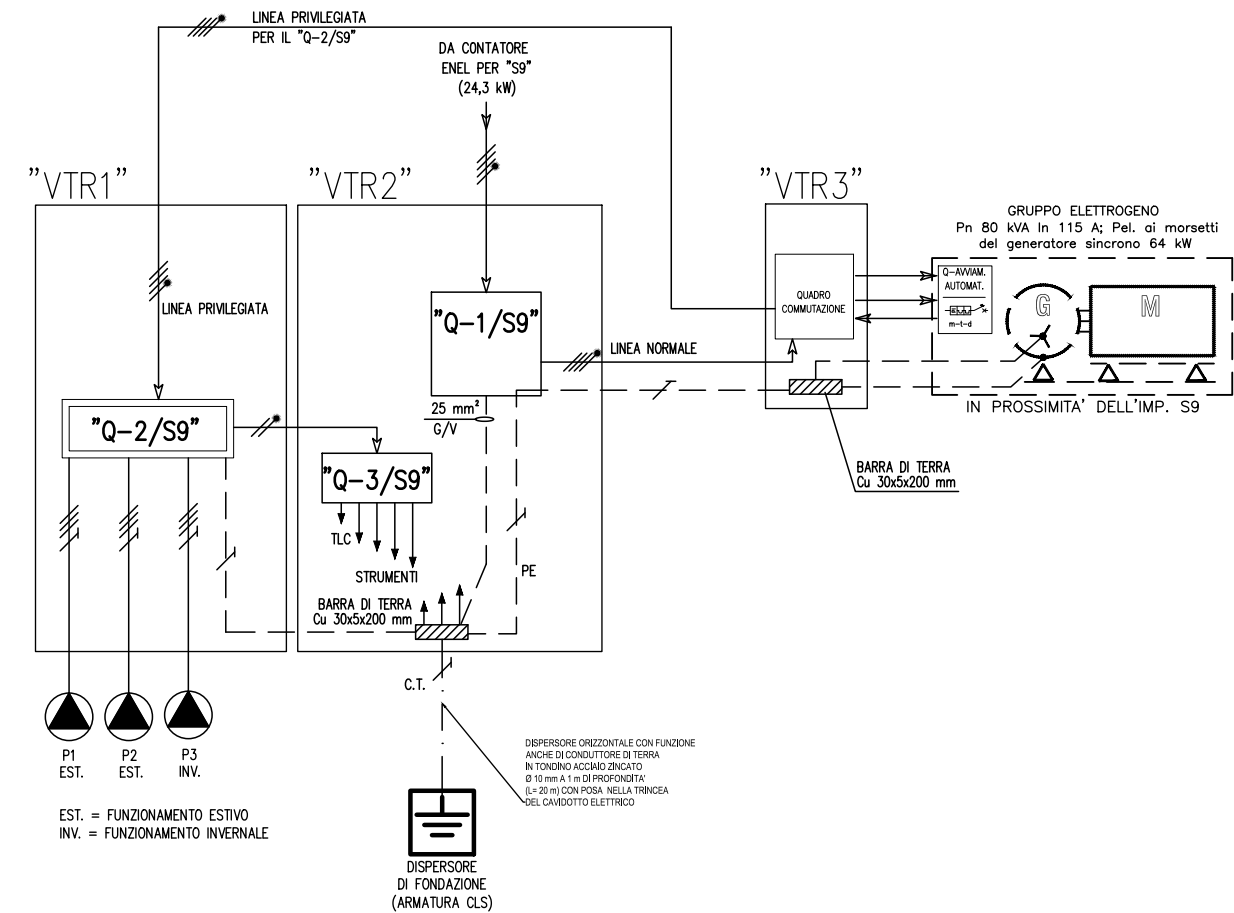 LINEA PRIVILEGIATA
PER IL "Q-2/S9"
DA CONTATORE
ENEL PER "S9"
(24,3 kW)
"VTR1"
"VTR2"
"VTR3"
GRUPPO ELETTROGENO
Pn 80 kVA In 115 A; Pel. ai morsetti
del generatore sincrono 64 kW
LINEA PRIVILEGIATA
"Q-1/S9"
QUADRO
COMMUTAZIONE
Q-AVVIAM.
AUTOMAT.
m-t-d
G
M
LINEA NORMALE
IN PROSSIMITA' DELL'IMP. S9
25 mm²
G/V
"Q-2/S9"
"Q-3/S9"
BARRA DI TERRA
Cu 30x5x200 mm
TLC
STRUMENTI
PE
BARRA DI TERRA
Cu 30x5x200 mm
C.T.
P1
EST.
P2
EST.
P3
INV.
DISPERSORE ORIZZONTALE CON FUNZIONE
ANCHE DI CONDUTTORE DI TERRA
IN TONDINO ACCIAIO ZINCATO
Ø 10 mm A 1 m DI PROFONDITA'
(L= 20 m) CON POSA NELLA TRINCEA
DEL CAVIDOTTO ELETTRICO
EST. = FUNZIONAMENTO ESTIVO
INV. = FUNZIONAMENTO INVERNALE
DISPERSORE
DI FONDAZIONE
(ARMATURA CLS)